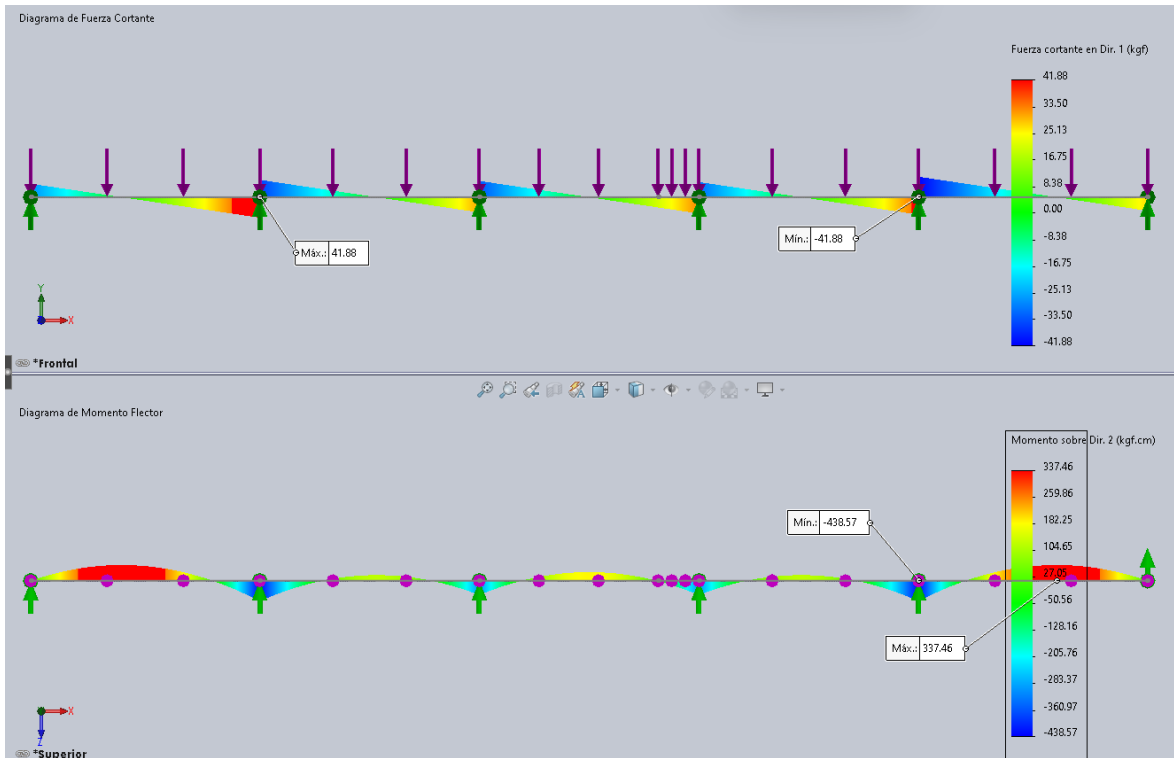 Diagrama de Fuerza Cortante
Fuerza cortante en Dir. 1 (kgf)
41.88
33.50
25.13
16.75
8.38
0.00
-8.38
-16.75
-25.13
-33.50
-41.88
Máx.: 41.88
Mín.: -41.88
Y
X
*Frontal
Diagrama de Momento Flector
Momento sobre Dir. 2 (kgf.cm)
337.46
259.86
182.25
104.65
27.05
-50.56
-128.16
-205.76
-283.37
-360.97
-438.57
Mín.: -438.57
Máx.: 337.46
X
Z
*Superior